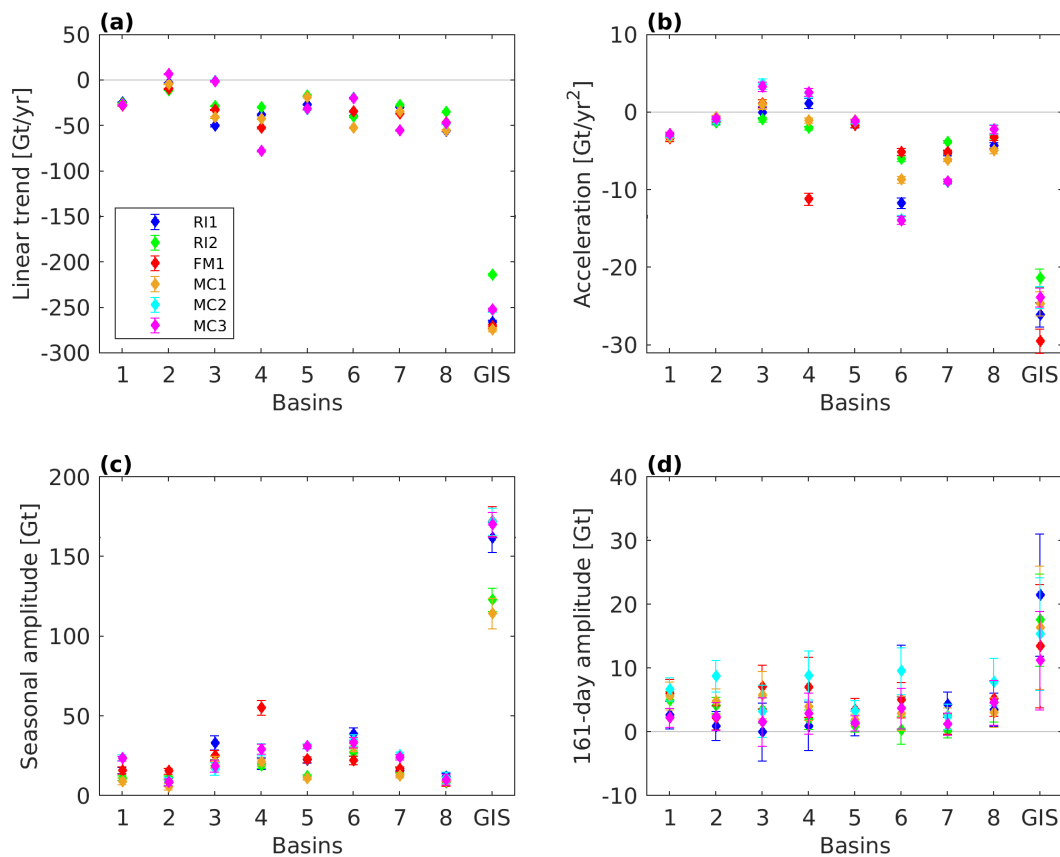 (a)
Linear trend [Gt/yr]
50
0
-50
-100
-150
-200
-250
-300
RI1
RI2
FM1
MC1
MC2
MC3
1 2 3 4 5 6 7 8 GIS
Basins
(b)
Acceleration [Gt/yr²]
10
0
-10
-20
-30
1 2 3 4 5 6 7 8 GIS
Basins
(c)
Seasonal amplitude [Gt]
200
150
100
50
0
1 2 3 4 5 6 7 8 GIS
Basins
(d)
161-day amplitude [Gt]
40
30
20
10
0
-10
1 2 3 4 5 6 7 8 GIS
Basins